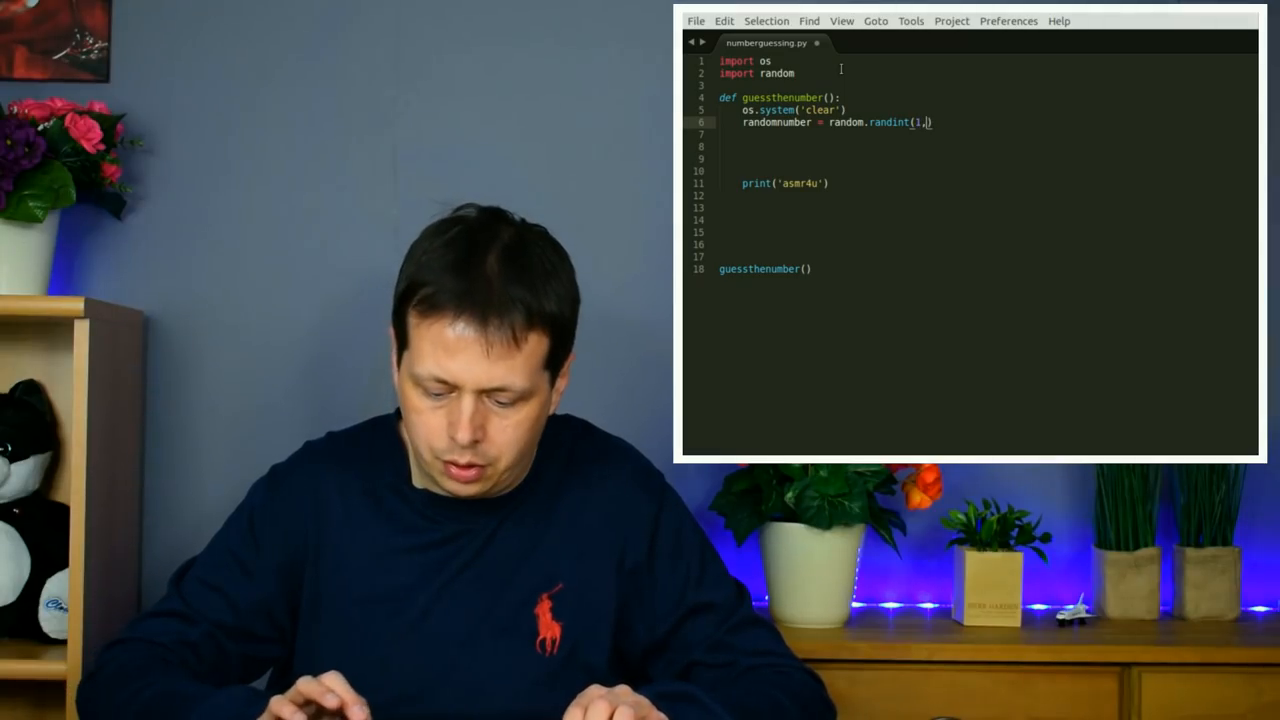 File Edit Selection Find View Goto Tools Project Preferences Help
numberguessing.py
1 import os
2 import random
3
4 def guessthenumber():
5 os.system('clear')
6 randomnumber = random.randint(1,)
7
8
9
10
11 print('asmr4u')
12
13
14
15
16
17
18 guessthenumber()
HERB GARDEN